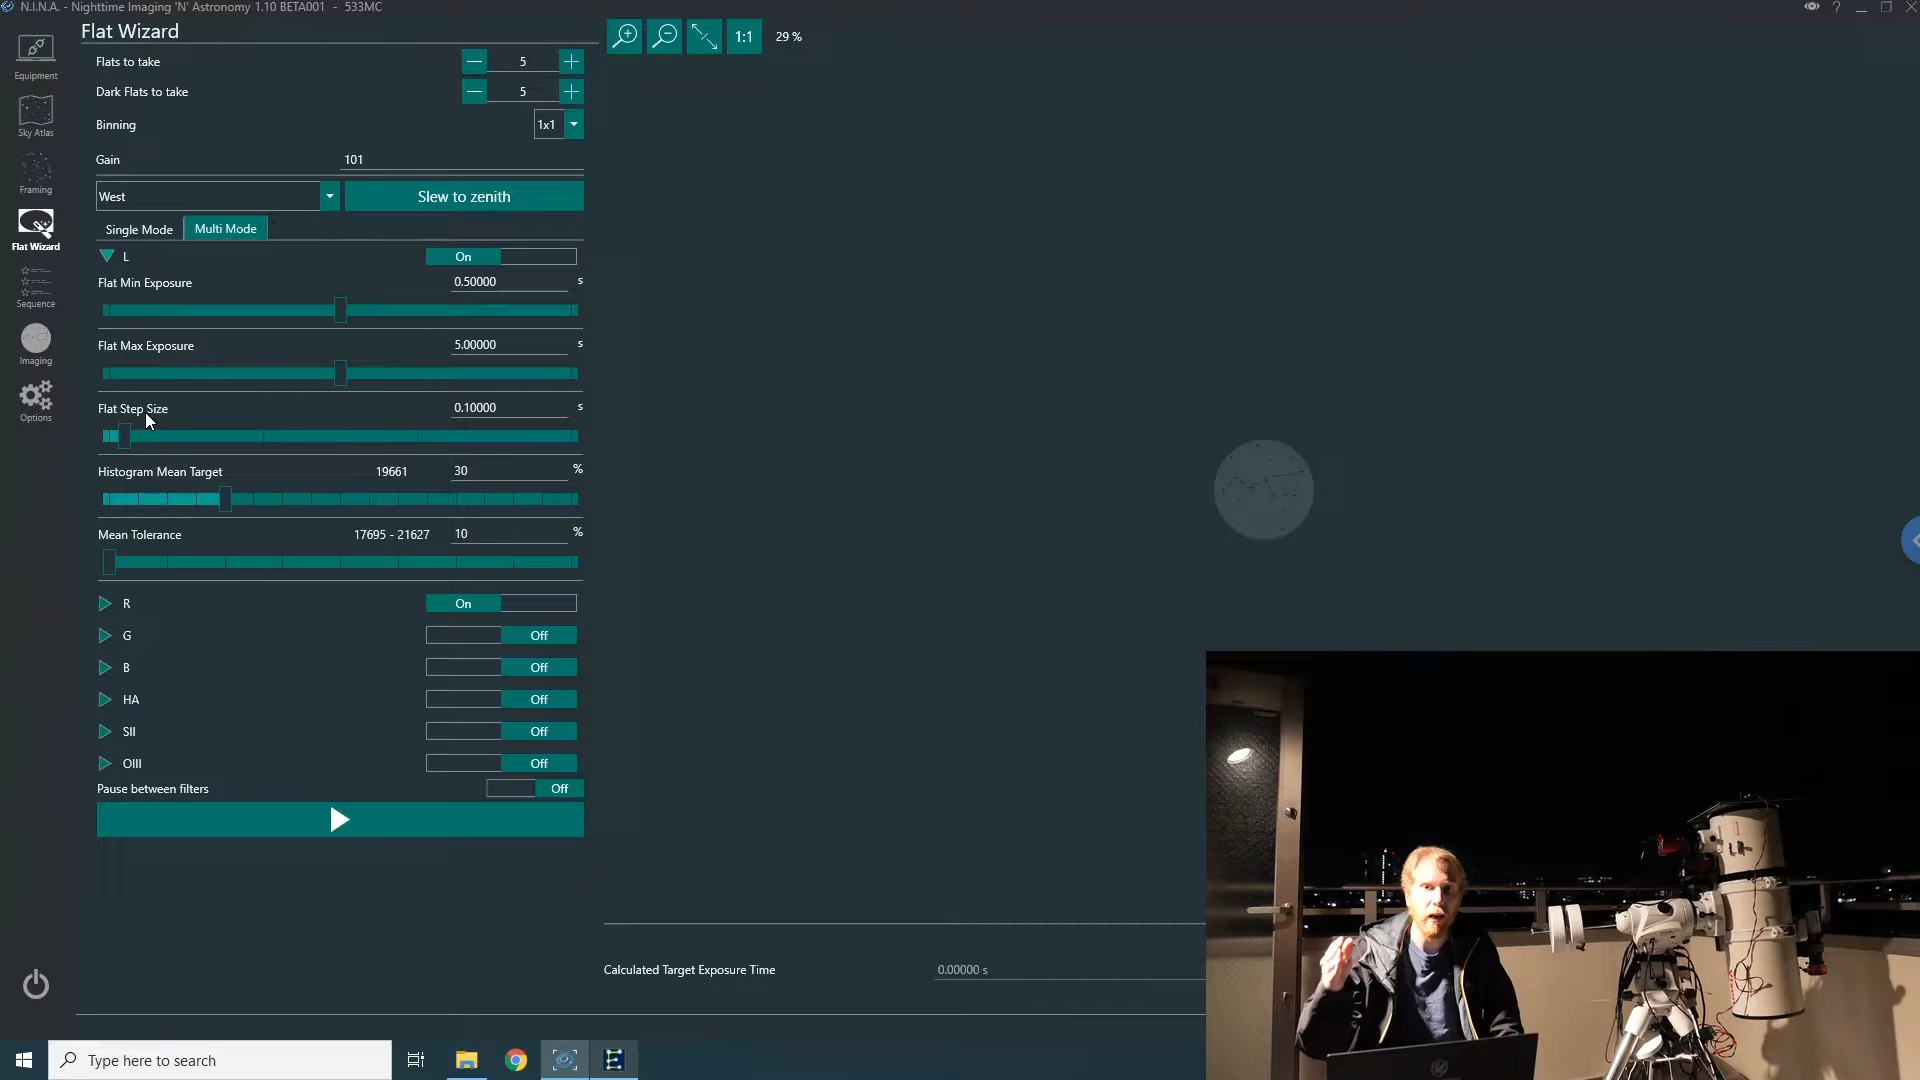 N.I.N.A. - Nighttime Imaging 'N' Astronomy 1.10 BETA001 - 533MC
Flat Wizard
1:1
29 %
Flats to take
5
Dark Flats to take
5
Binning
1x1
Gain
101
West
Slew to zenith
Single Mode
Multi Mode
L
On
Flat Min Exposure
0.50000 s
Flat Max Exposure
5.00000 s
Flat Step Size
0.10000 s
Histogram Mean Target
19661
30 %
Mean Tolerance
17695 - 21627
10 %
R
On
G
Off
B
Off
HA
Off
SII
Off
OIII
Off
Pause between filters
Off
Calculated Target Exposure Time
0.00000 s
Equipment
Sky Atlas
Framing
Flat Wizard
Sequence
Imaging
Options
Type here to search